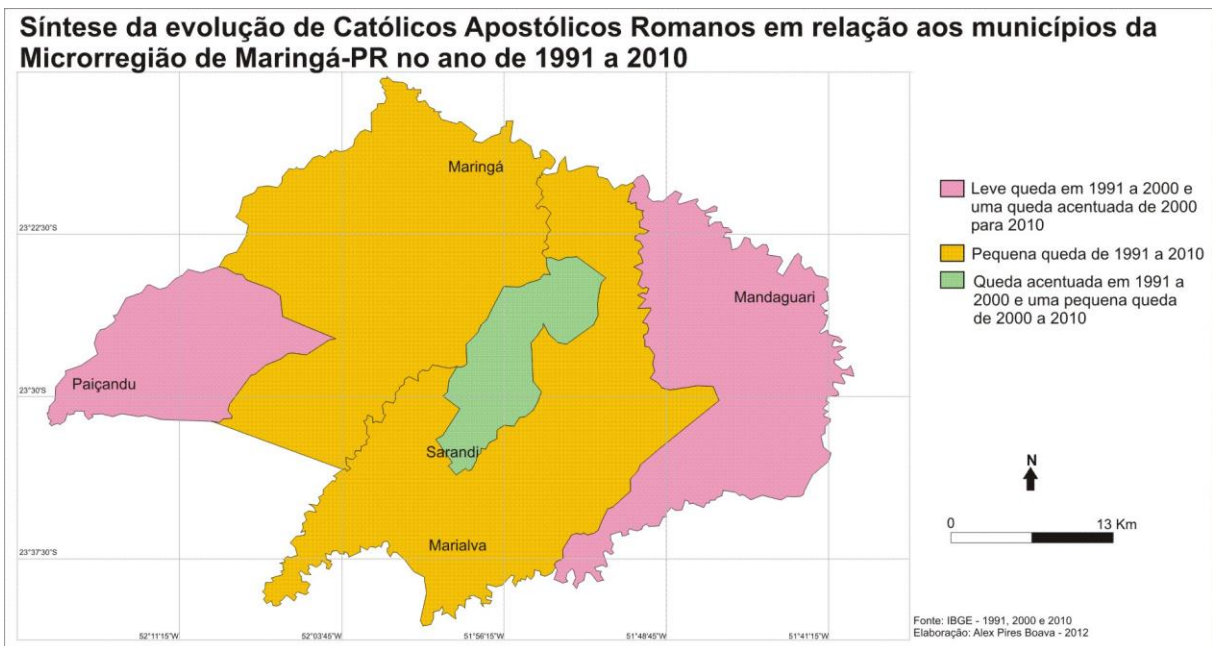 Síntese da evolução de Católicos Apostólicos Romanos em relação aos municípios da
Microrregião de Maringá-PR no ano de 1991 a 2010
Maringá
Mandaguari
Paiçandu
Sarandi
Marialva
23°22'30"S
23°30'S
23°37'30"S
52°11'15"W
52°03'45"W
51°56'15"W
51°48'45"W
51°41'15"W
Leve queda em 1991 a 2000 e
uma queda acentuada de 2000
para 2010
Pequena queda de 1991 a 2010
Queda acentuada em 1991 a
2000 e uma pequena queda
de 2000 a 2010
N
0 13 Km
Fonte: IBGE - 1991, 2000 e 2010
Elaboração: Alex Pires Boava - 2012